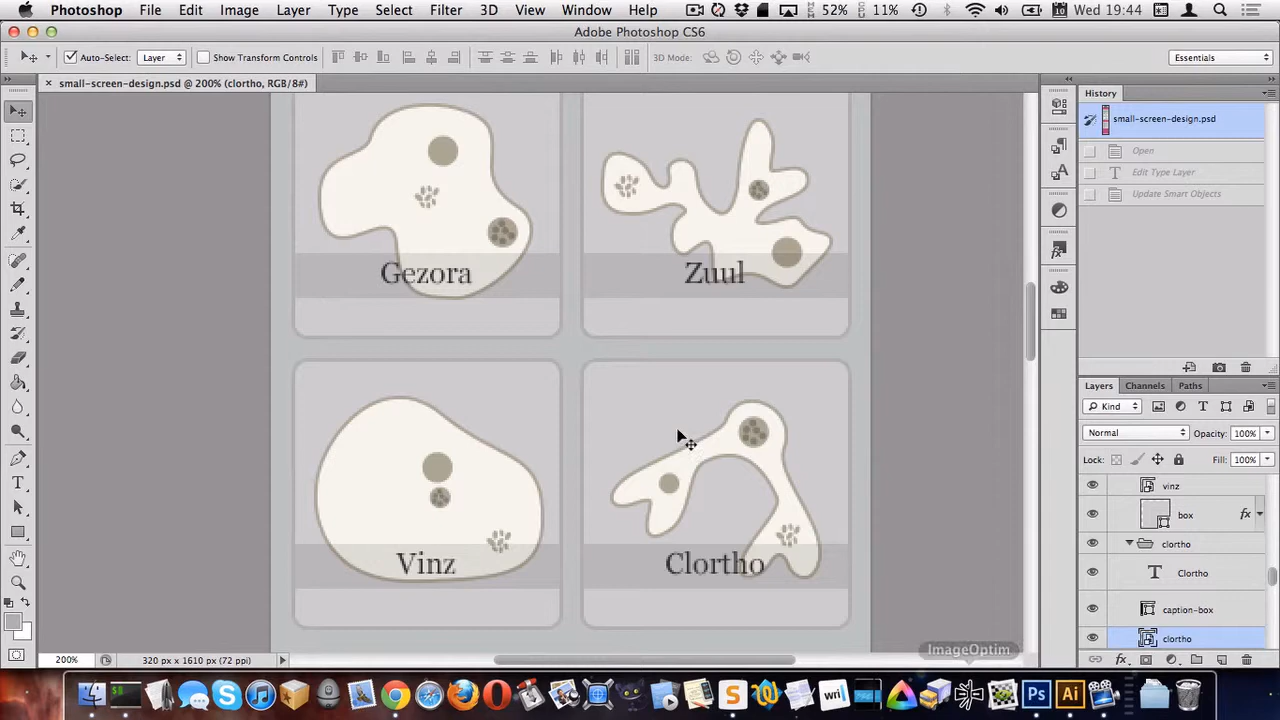 Photoshop File Edit Image Layer Type Select Filter 3D View Window Help 52% 11% Wed 19:44
Adobe Photoshop CS6
Auto-Select: Layer Show Transform Controls 3D Mode: Essentials
small-screen-design.psd @ 200% (clortho, RGB/8#)
History
small-screen-design.psd
Open
Edit Type Layer
Update Smart Objects
Gezora
Zuul
Vinz
Clortho
Layers Channels Paths
Kind
Normal Opacity: 100%
Lock: Fill: 100%
vinz
box fx
clortho
T Clortho
caption-box
clortho
200% 320 px x 1610 px (72 ppi)
ImageOptim
wri
Ps Ai